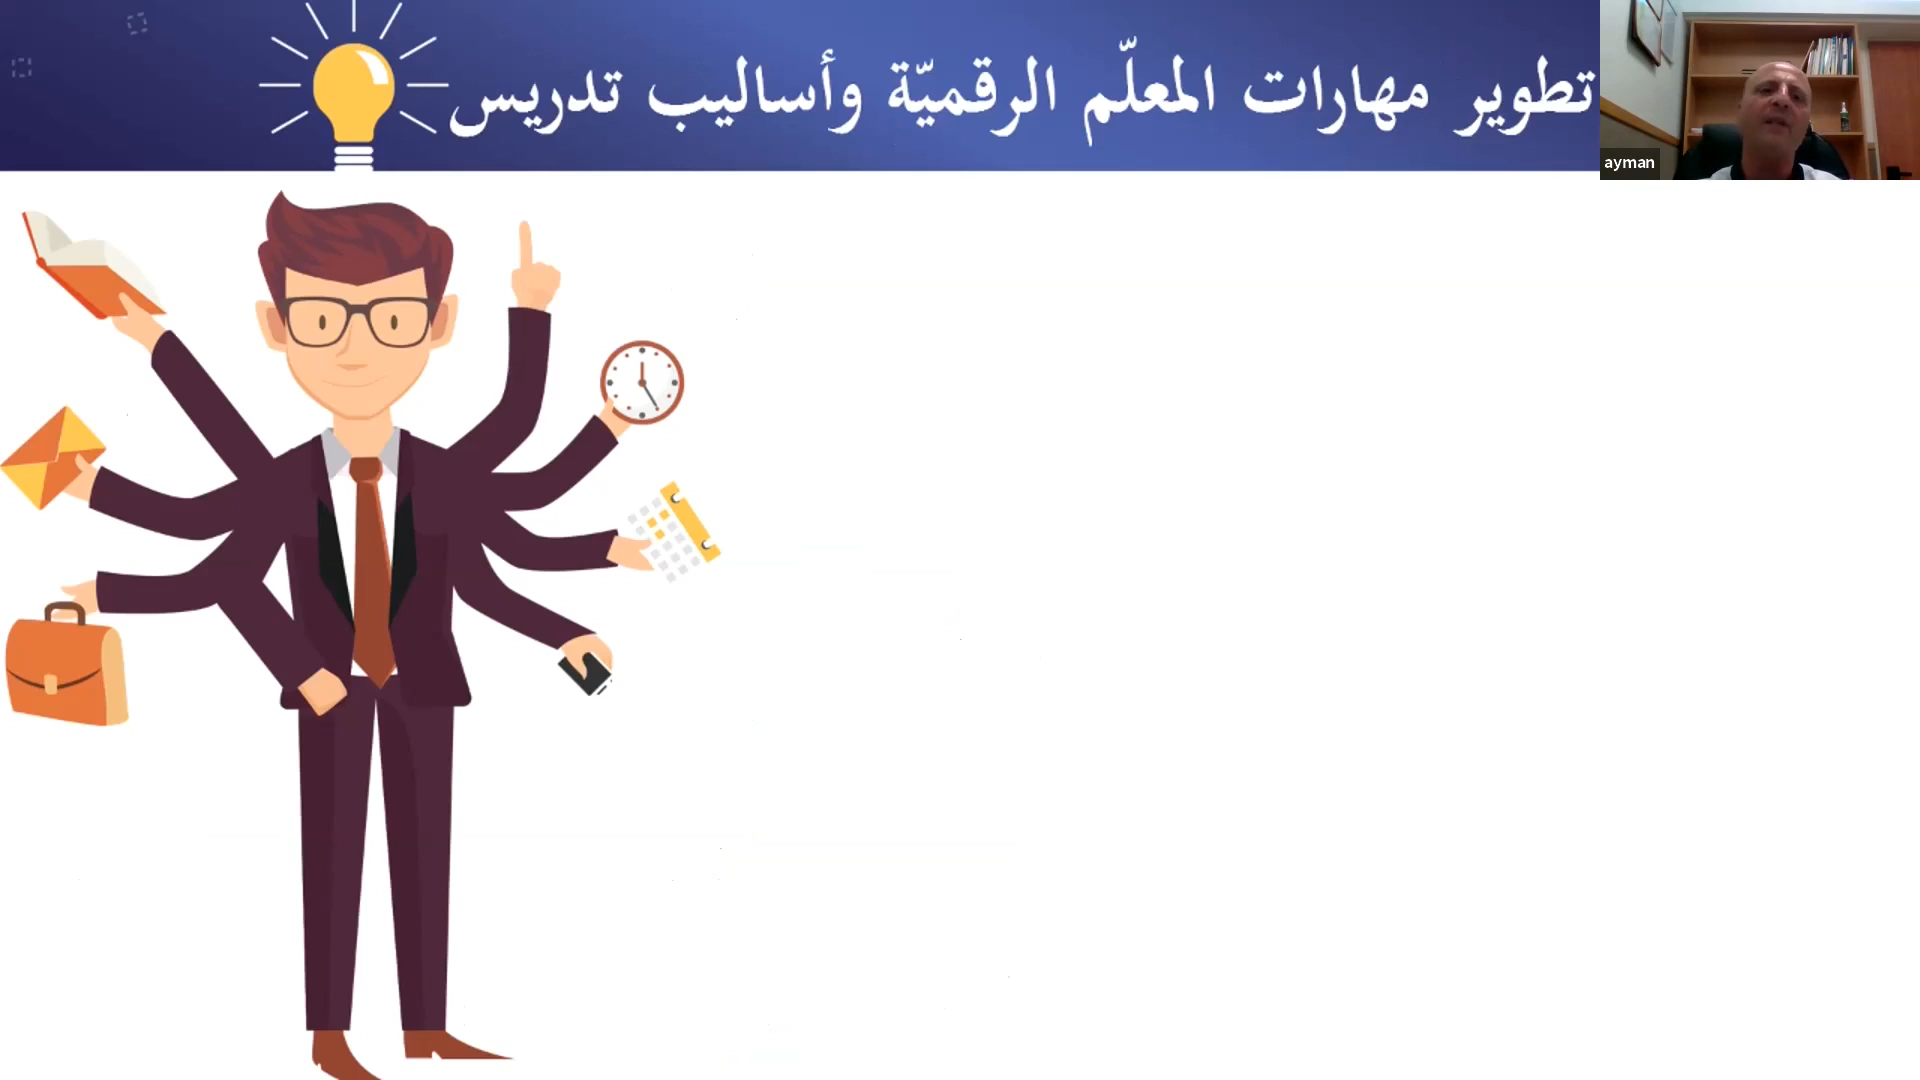 تطوير مهارات المعلّم الرقميّة وأساليب تدريس
ayman